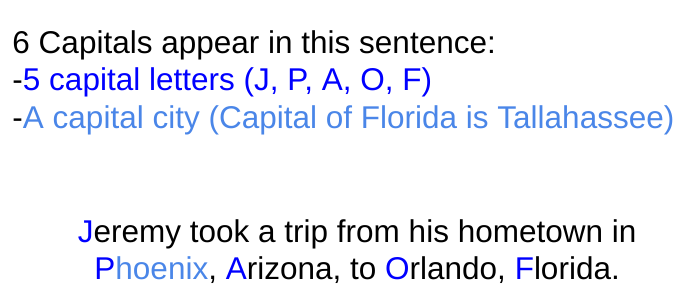 6 Capitals appear in this sentence:
-5 capital letters (J, P, A, O, F)
-A capital city (Capital of Florida is Tallahassee)
Jeremy took a trip from his hometown in
Phoenix, Arizona, to Orlando, Florida.